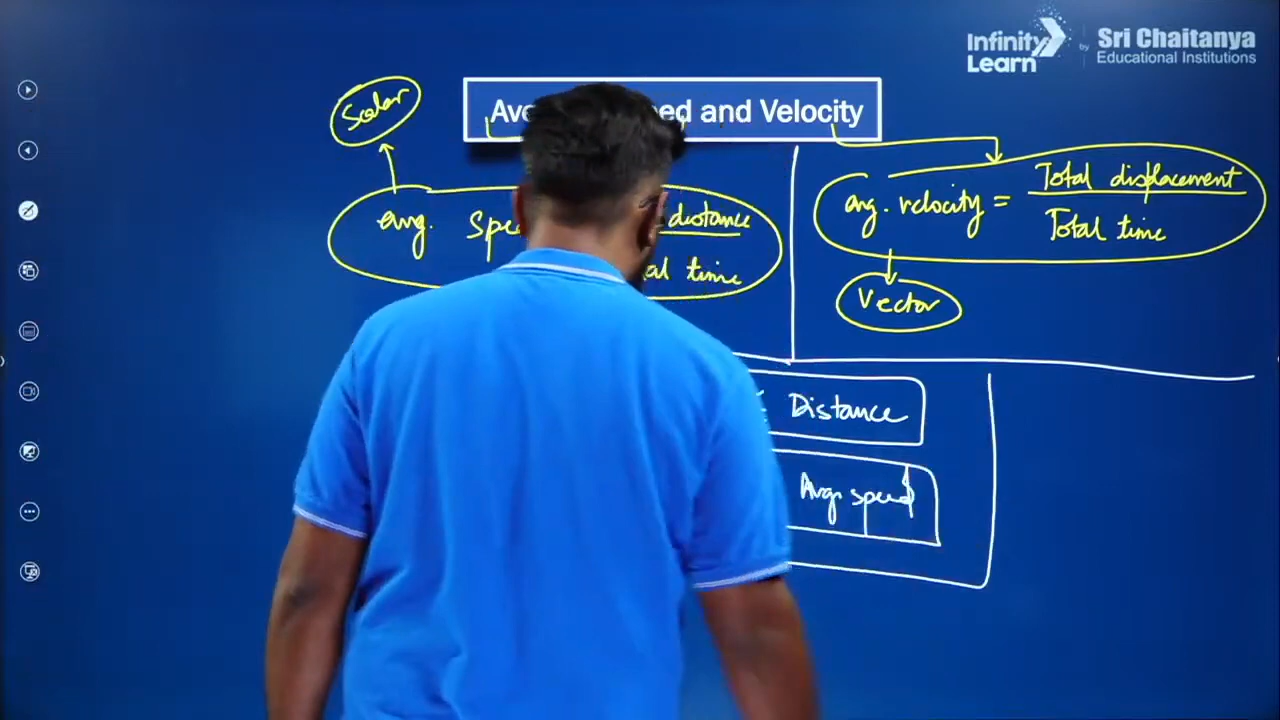 Infinity Learn
by
Sri Chaitanya
Educational Institutions
Scalar
Ave ed and Velocity
avg. Spe distance
al time
avg. velocity = Total displacement
Total time
Vector
Distance
Avg. speed